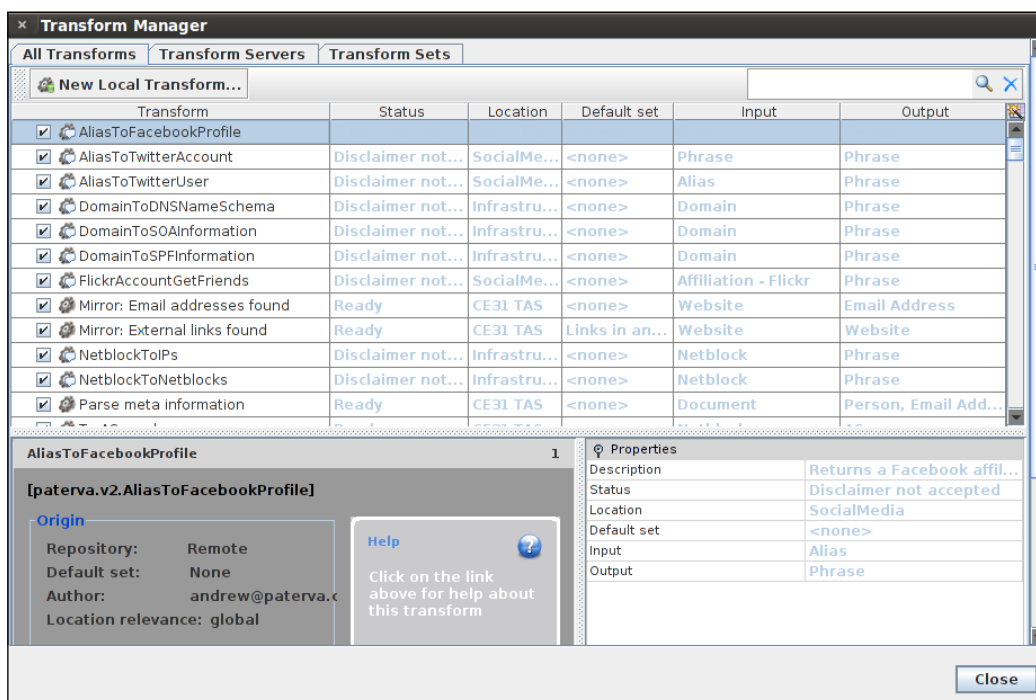 × Transform Manager
All Transforms Transform Servers Transform Sets
New Local Transform...
Transform Status Location Default set Input Output
AliasToFacebookProfile
AliasToTwitterAccount Disclaimer not... SocialMe... <none> Phrase Phrase
AliasToTwitterUser Disclaimer not... SocialMe... <none> Alias Phrase
DomainToDNSNameSchema Disclaimer not... Infrastru... <none> Domain Phrase
DomainToSOAInformation Disclaimer not... Infrastru... <none> Domain Phrase
DomainToSPFInformation Disclaimer not... Infrastru... <none> Domain Phrase
FlickrAccountGetFriends Disclaimer not... SocialMe... <none> Affiliation - Flickr Phrase
Mirror: Email addresses found Ready CE31 TAS <none> Website Email Address
Mirror: External links found Ready CE31 TAS Links in an... Website Website
NetblockToIPs Disclaimer not... Infrastru... <none> Netblock Phrase
NetblockToNetblocks Disclaimer not... Infrastru... <none> Netblock Phrase
Parse meta information Ready CE31 TAS <none> Document Person, Email Add...
AliasToFacebookProfile 1
[paterva.v2.AliasToFacebookProfile]
Origin
Repository: Remote
Default set: None
Author: andrew@paterva.c
Location relevance: global
Help ?
Click on the link
above for help about
this transform
Properties
Description Returns a Facebook affil...
Status Disclaimer not accepted
Location SocialMedia
Default set <none>
Input Alias
Output Phrase
Close